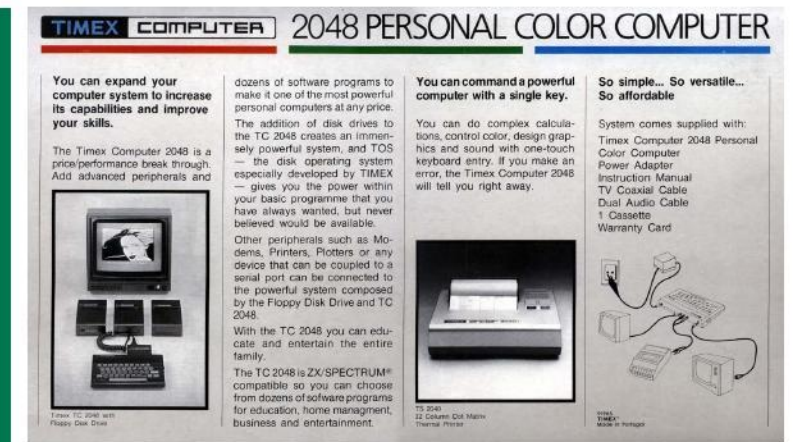 TIMEX COMPUTER 2048 PERSONAL COLOR COMPUTER
You can expand your
computer system to increase
its capabilities and improve
your skills.
The Timex Computer 2048 is a
price/performance break through.
Add advanced peripherals and
Timex TC 2048 with
Floppy Disk Drive
dozens of software programs to
make it one of the most powerful
personal computers at any price.
The addition of disk drives to
the TC 2048 creates an immen-
sely powerful system, and TOS
— the disk operating system
especially developed by TIMEX
— gives you the power within
your basic programme that you
have always wanted, but never
believed would be available.
Other peripherals such as Mo-
dems, Printers, Plotters or any
device that can be coupled to a
serial port can be connected to
the powerful system composed
by the Floppy Disk Drive and TC
2048.
With the TC 2048 you can edu-
cate and entertain the entire
family.
The TC 2048 is ZX/SPECTRUM®
compatible so you can choose
from dozens of sofware programs
for education, home managment,
business and entertainment.
You can command a powerful
computer with a single key.
You can do complex calcula-
tions, control color, design grap-
hics and sound with one-touch
keyboard entry. If you make an
error, the Timex Computer 2048
will tell you right away.
TS 2040
32 Column Dot Matrix
Thermal Printer
So simple... So versatile...
So affordable
System comes supplied with:
Timex Computer 2048 Personal
Color Computer
Power Adapter
Instruction Manual
TV Coaxial Cable
Dual Audio Cable
1 Cassette
Warranty Card
TIMEX
Made in Portugal